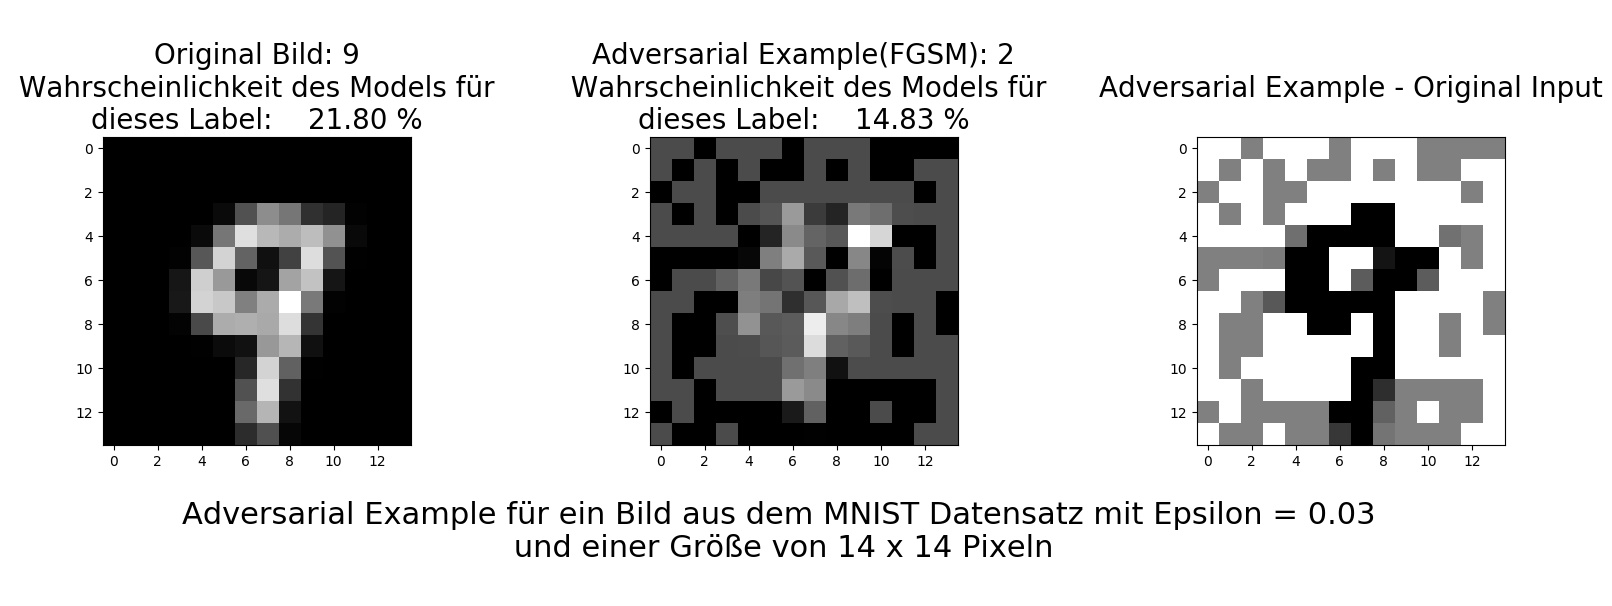 Original Bild: 9
Wahrscheinlichkeit des Models für
dieses Label: 21.80 %
0
2
4
6
8
10
12
0 2 4 6 8 10 12
Adversarial Example(FGSM): 2
Wahrscheinlichkeit des Models für
dieses Label: 14.83 %
0
2
4
6
8
10
12
0 2 4 6 8 10 12
Adversarial Example - Original Input
0
2
4
6
8
10
12
0 2 4 6 8 10 12
Adversarial Example für ein Bild aus dem MNIST Datensatz mit Epsilon = 0.03
und einer Größe von 14 x 14 Pixeln